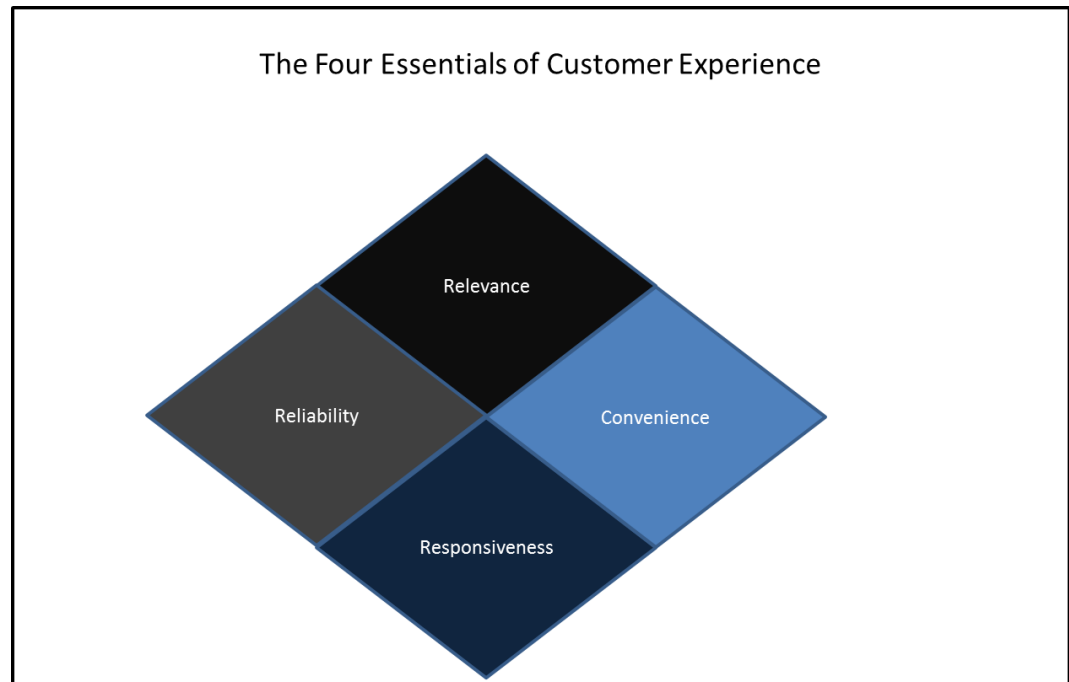 The Four Essentials of Customer Experience
Relevance
Reliability
Convenience
Responsiveness